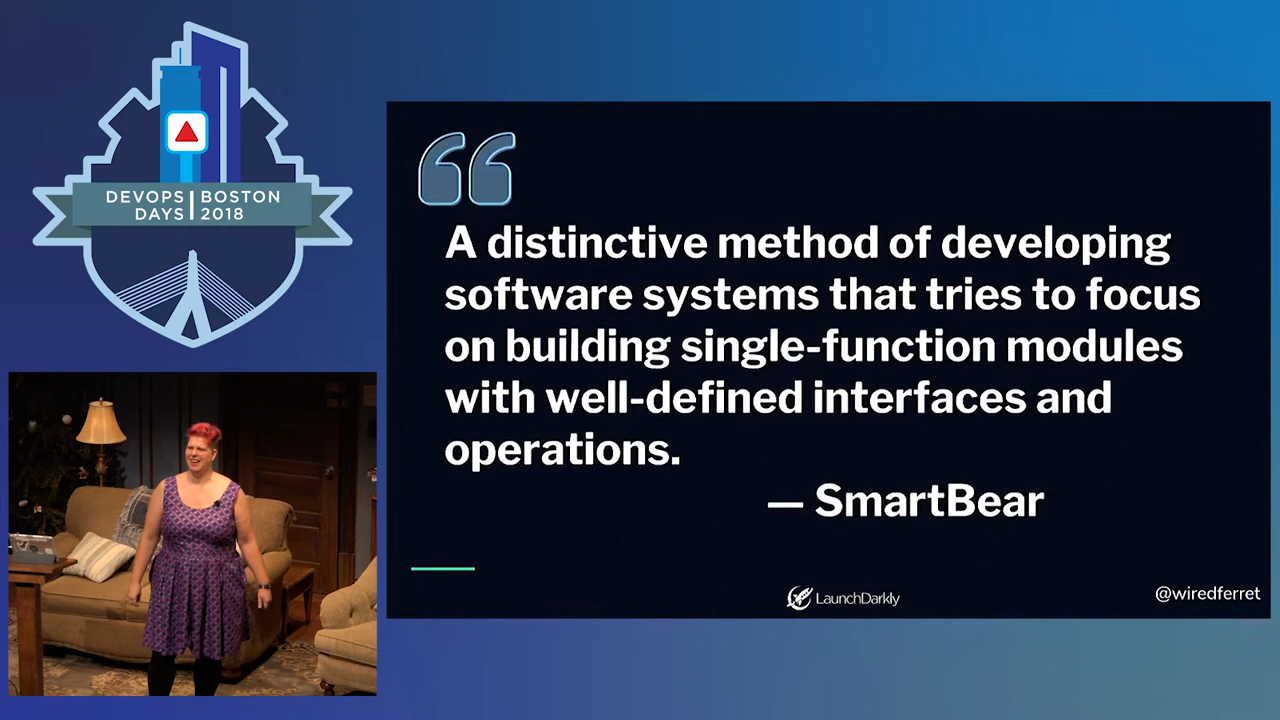 DEVOPS BOSTON
DAYS 2018
A distinctive method of developing
software systems that tries to focus
on building single-function modules
with well-defined interfaces and
operations.
— SmartBear
LaunchDarkly
@wiredferret